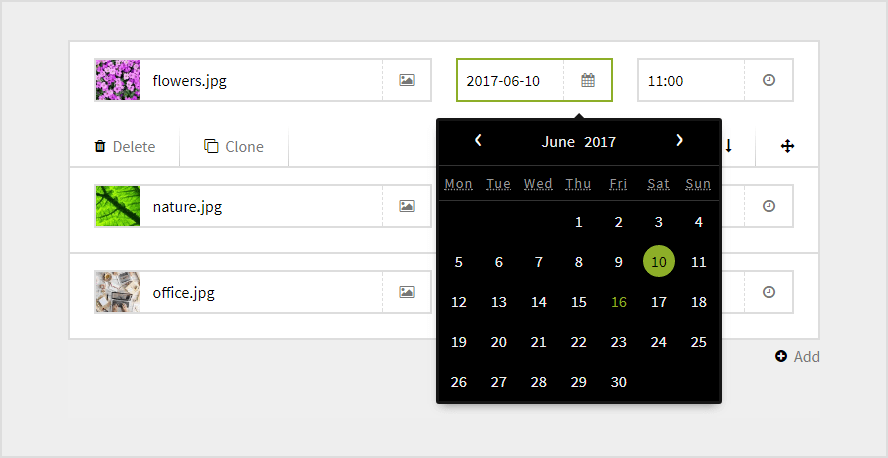 flowers.jpg 2017-06-10 11:00
Delete Clone
June 2017
Mon Tue Wed Thu Fri Sat Sun
1 2 3 4
5 6 7 8 9 10 11
12 13 14 15 16 17 18
19 20 21 22 23 24 25
26 27 28 29 30
nature.jpg
office.jpg
Add